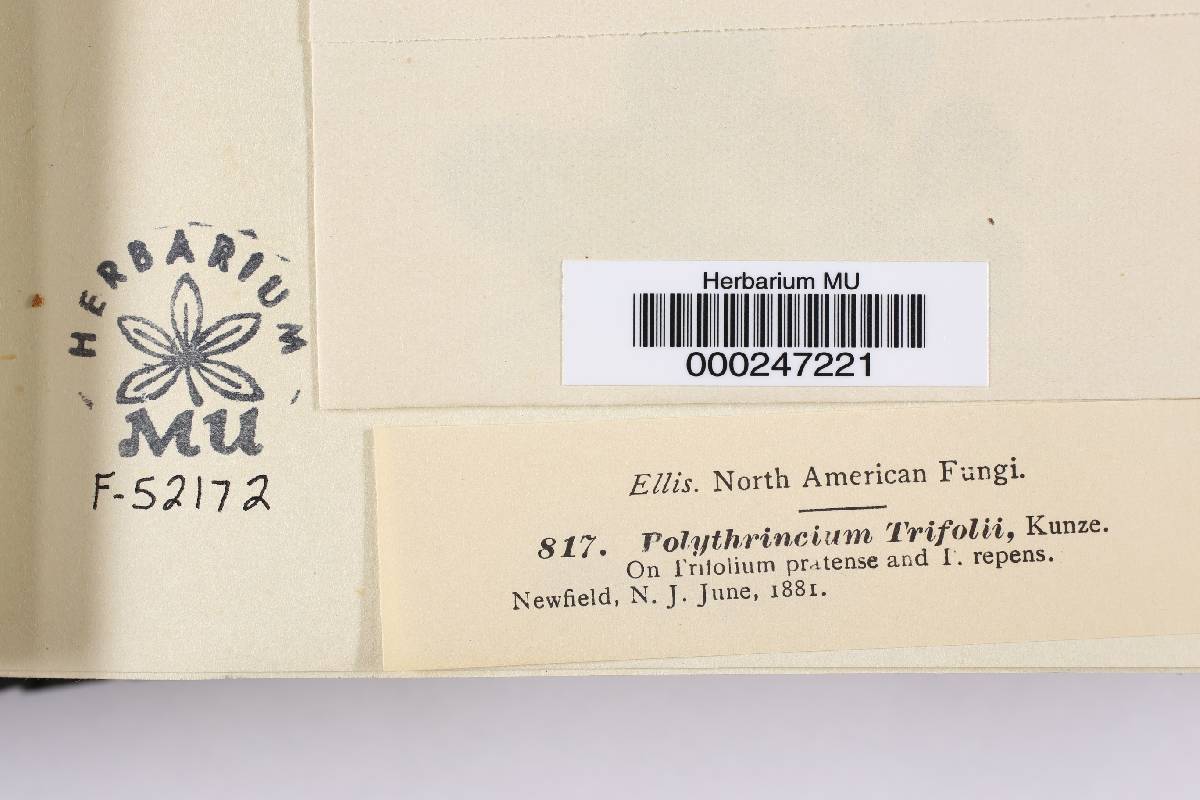 HERBARIUM
MU
F-52172
Herbarium MU
000247221
Ellis. North American Fungi.
817. Polythrincium Trifolii, Kunze.
On Trifolium pratense and T. repens.
Newfield, N. J. June, 1881.